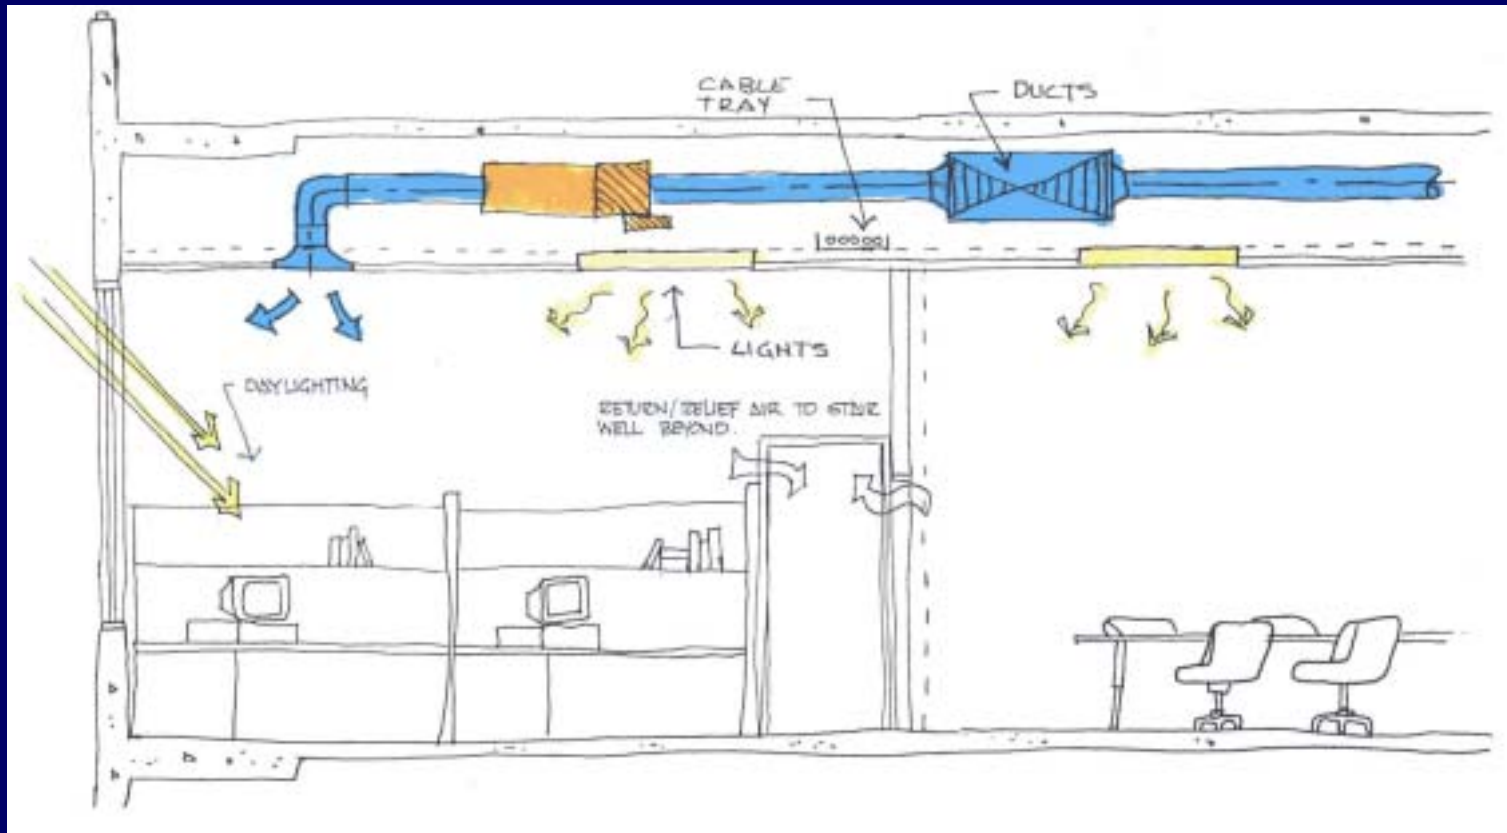 CABLE
TRAY
DUCTS
LIGHTS
DAYLIGHTING
RETURN/RELIEF AIR TO STAIR
WELL BEYOND.